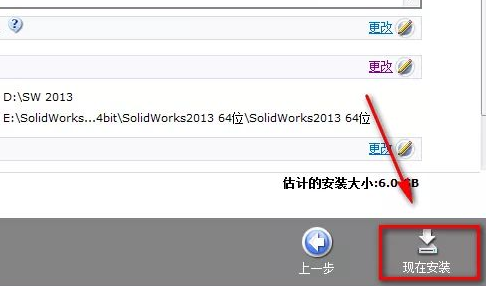 更改
更改
D:\SW 2013
E:\SolidWorks...4bit\SolidWorks2013 64位\SolidWorks2013 64位
更改
估计的安装大小:6.0 GB
上一步
现在安装